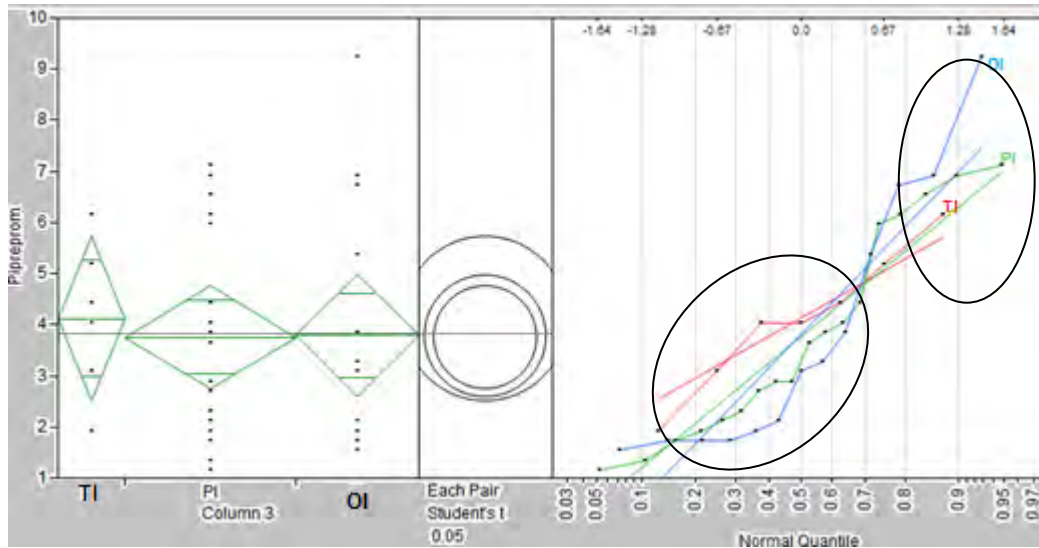 Pipreprom
10
9
8
7
6
5
4
3
2
1
TI
PI
Column 3
OI
Each Pair
Student's t
0.05
-1.64 -1.28 -0.67 0.0 0.67 1.28 1.64
OI
PI
TI
0.03 0.05 0.1 0.2 0.3 0.4 0.5 0.6 0.7 0.8 0.9 0.95 0.97
Normal Quantile